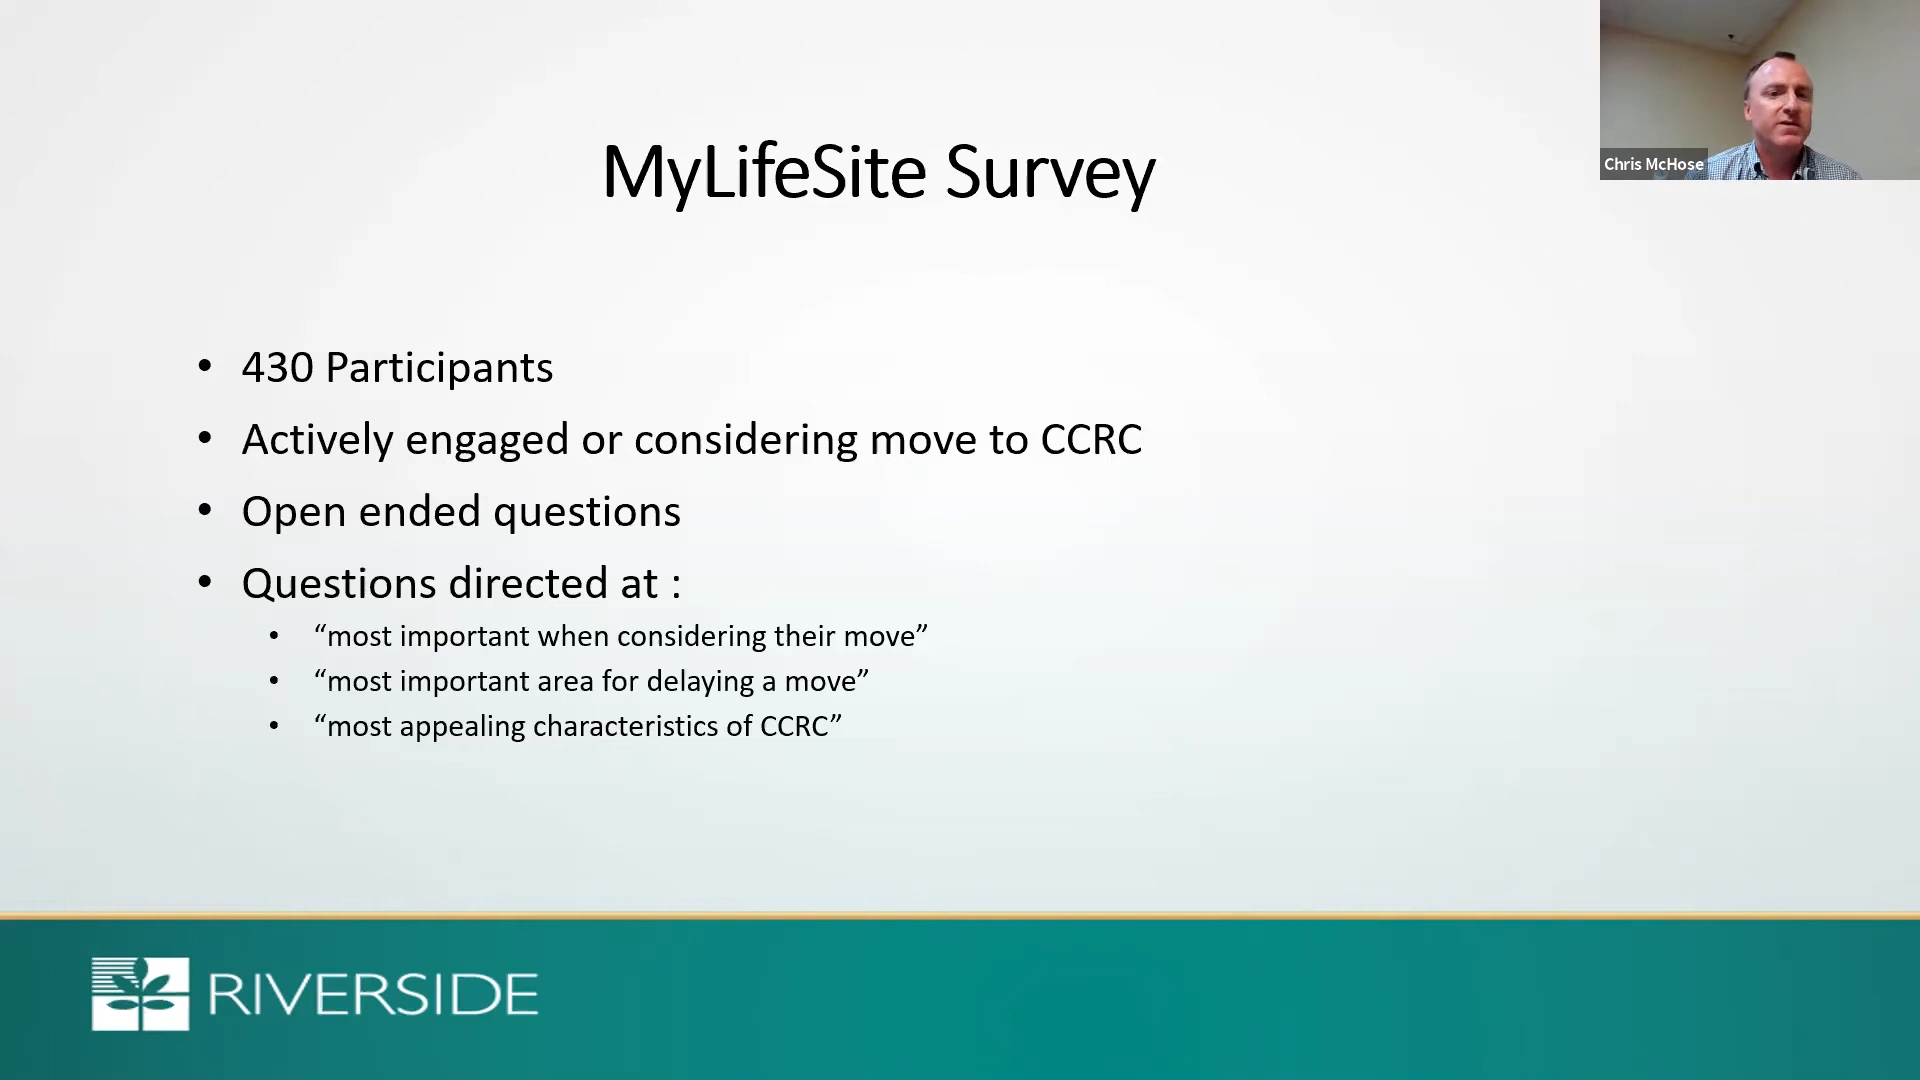 MyLifeSite Survey
Chris McHose
• 430 Participants
• Actively engaged or considering move to CCRC
• Open ended questions
• Questions directed at :
• “most important when considering their move”
• “most important area for delaying a move”
• “most appealing characteristics of CCRC”
RIVERSIDE